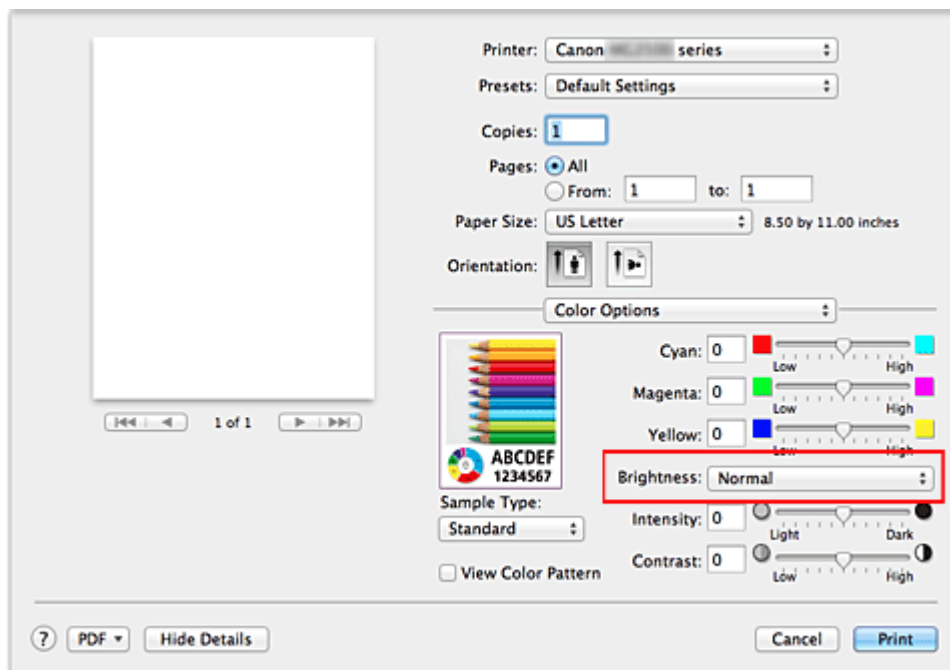 Printer: Canon series
Presets: Default Settings
Copies: 1
Pages: All
From: 1 to: 1
Paper Size: US Letter 8.50 by 11.00 inches
Orientation:
Color Options
Cyan: 0
Low High
Magenta: 0
Low High
Yellow: 0
Low High
Brightness: Normal
Intensity: 0
Light Dark
Contrast: 0
Low High
ABCDEF
1234567
Sample Type:
Standard
View Color Pattern
1 of 1
? PDF Hide Details Cancel Print